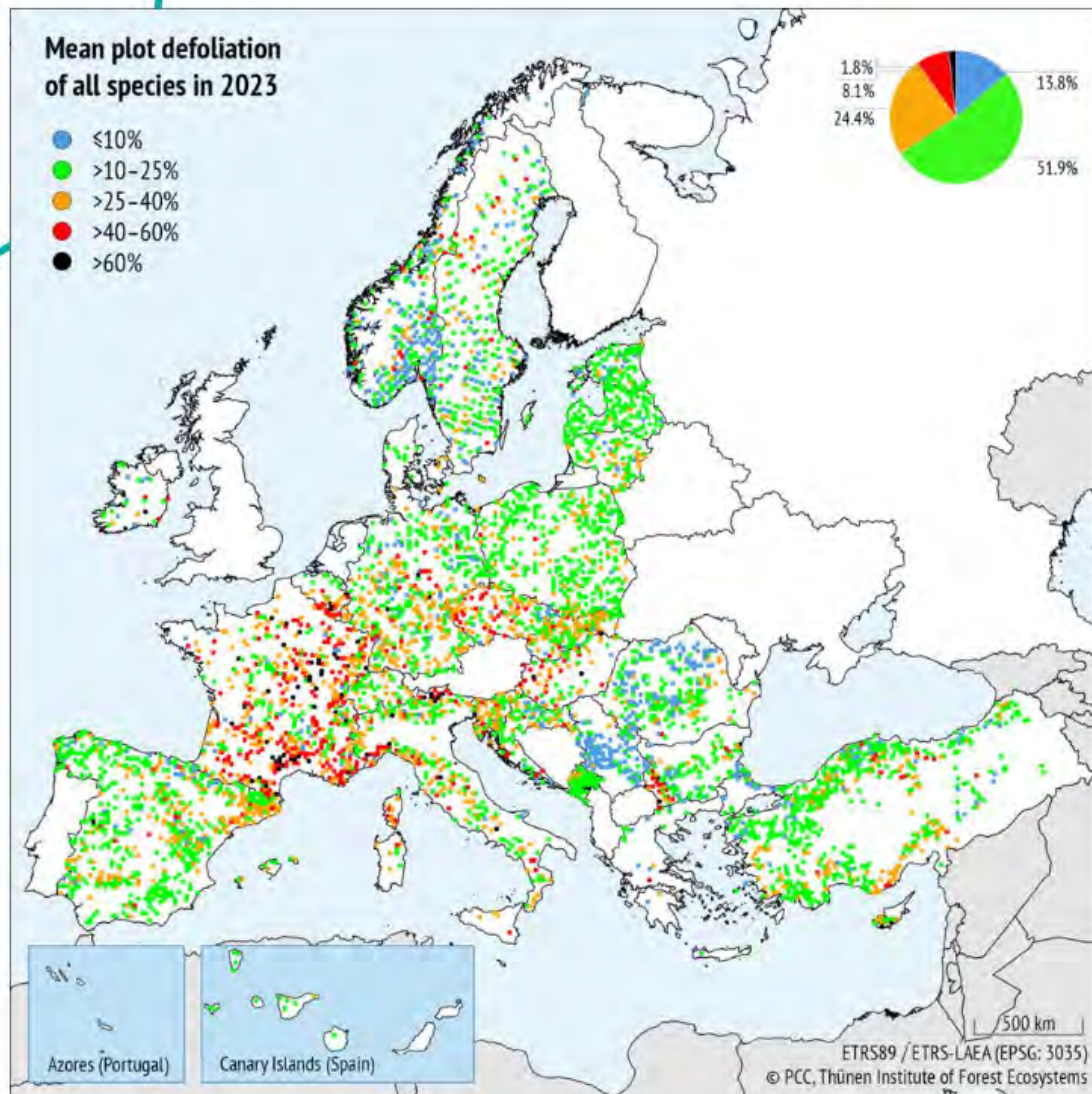 Mean plot defoliation
of all species in 2023
≤10%
>10–25%
>25–40%
>40–60%
>60%
1.8%
8.1%
24.4%
13.8%
51.9%
Azores (Portugal)
Canary Islands (Spain)
500 km
ETRS89 / ETRS-LAEA (EPSG: 3035)
© PCC, Thünen Institute of Forest Ecosystems